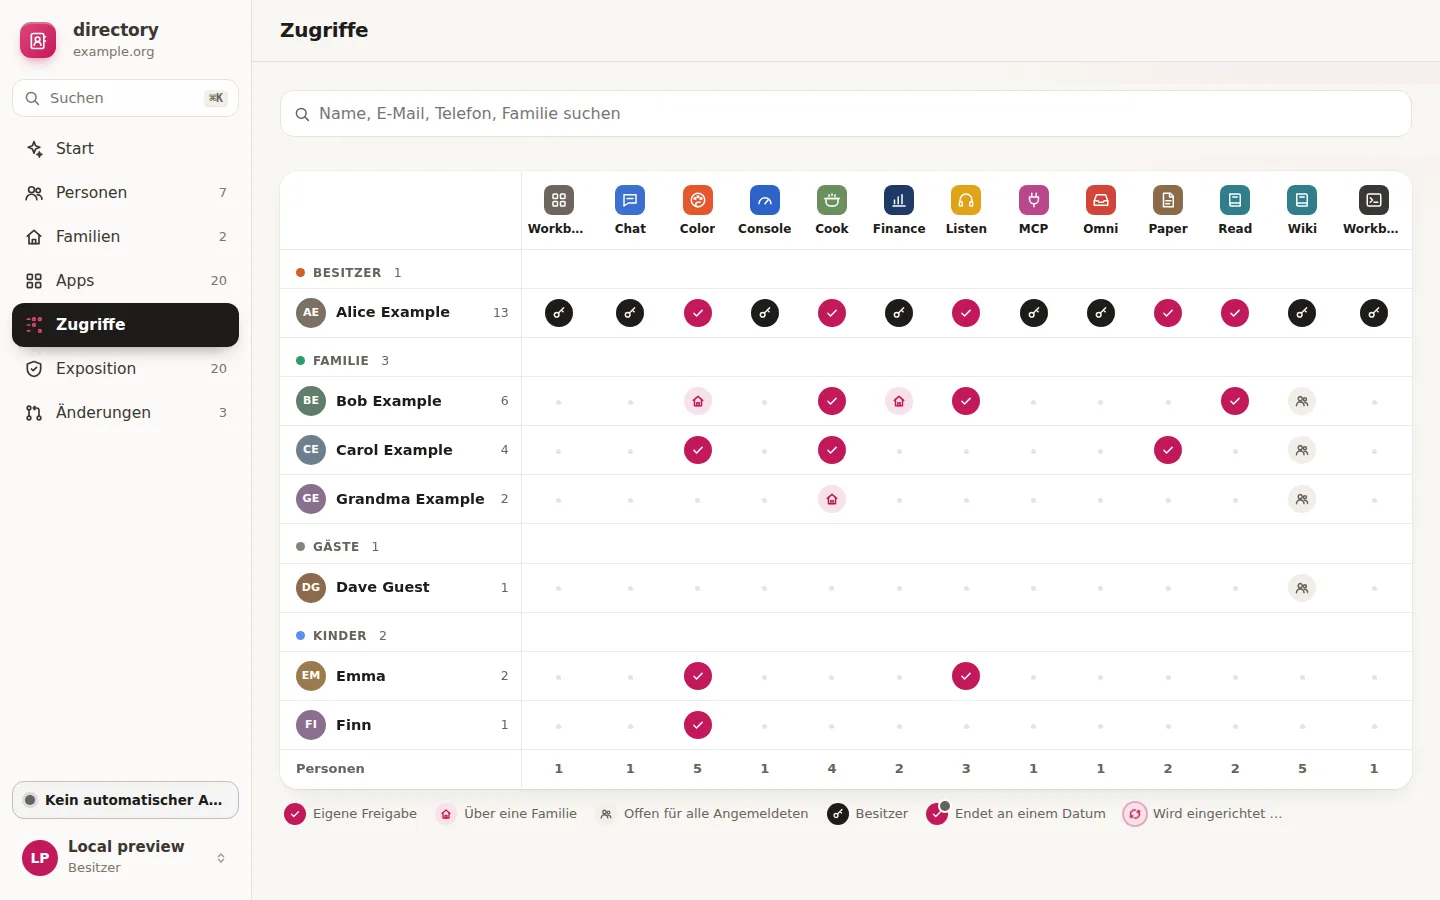 directory
example.org
Suchen ⌘K
Start
Personen 7
Familien 2
Apps 20
Zugriffe
Exposition 20
Änderungen 3
Kein automatischer A...
LP Local preview
Besitzer
Zugriffe
Name, E-Mail, Telefon, Familie suchen
Workb... Chat Color Console Cook Finance Listen MCP Omni Paper Read Wiki Workb...
BESITZER 1
AE Alice Example 13
FAMILIE 3
BE Bob Example 6
CE Carol Example 4
GE Grandma Example 2
GÄSTE 1
DG Dave Guest 1
KINDER 2
EM Emma 2
FI Finn 1
Personen 1 1 5 1 4 2 3 1 1 2 2 5 1
Eigene Freigabe Über eine Familie Offen für alle Angemeldeten Besitzer Endet an einem Datum Wird eingerichtet ...